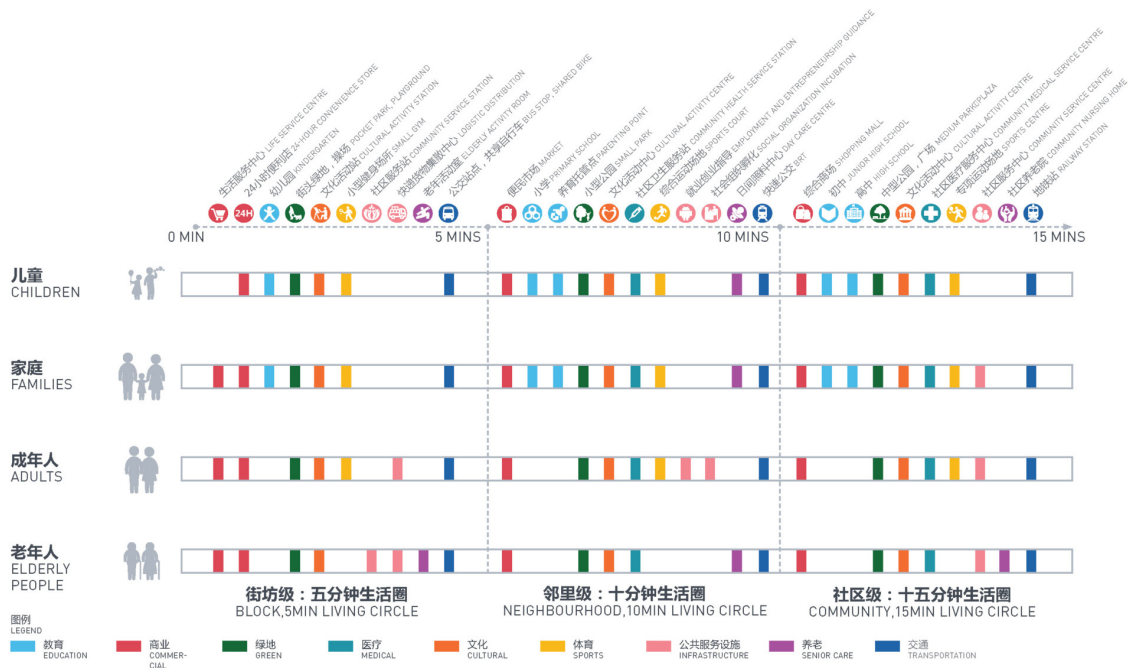 生活服务中心 LIFE SERVICE CENTRE
24小时便利店 24-HOUR CONVENIENCE STORE
幼儿园 KINDERGARTEN
街头绿地，操场 POCKET PARK, PLAYGROUND
文化活动站 CULTURAL ACTIVITY STATION
小型健身场所 SMALL GYM
社区服务站 COMMUNITY SERVICE STATION
快递货物集散中心 LOGISTIC DISTRIBUTION
老年活动室 ELDERLY ACTIVITY ROOM
公交站点，共享自行车 BUS STOP, SHARED BIKE
便民市场 MARKET
小学 PRIMARY SCHOOL
养育托管点 PARENTING POINT
小型公园 SMALL PARK
文化活动中心 CULTURAL ACTIVITY CENTRE
社区卫生服务站 COMMUNITY HEALTH SERVICE STATION
综合运动场地 SPORTS COURT
就业创业指导 EMPLOYMENT AND ENTREPRENEURSHIP GUIDANCE
社会组织孵化 SOCIAL ORGANIZATION INCUBATION
日间照料中心 DAY CARE CENTRE
快速公交 BRT
综合商场 SHOPPING MALL
初中 JUNIOR HIGH SCHOOL
高中 HIGH SCHOOL
中型公园，广场 MEDIUM PARK/PLAZA
文化活动中心 CULTURAL ACTIVITY CENTRE
社区医疗服务中心 COMMUNITY MEDICAL SERVICE CENTRE
专项运动场地 SPORTS CENTRE
社区服务中心 COMMUNITY SERVICE CENTRE
社区养老院 COMMUNITY NURSING HOME
地铁站 RAILWAY STATION
24H
0 MIN
5 MINS
10 MINS
15 MINS
儿童
CHILDREN
家庭
FAMILIES
成年人
ADULTS
老年人
ELDERLY
PEOPLE
街坊级：五分钟生活圈
BLOCK,5MIN LIVING CIRCLE
邻里级：十分钟生活圈
NEIGHBOURHOOD,10MIN LIVING CIRCLE
社区级：十五分钟生活圈
COMMUNITY,15MIN LIVING CIRCLE
图例
LEGEND
教育
EDUCATION
商业
COMMER-
CIAL
绿地
GREEN
医疗
MEDICAL
文化
CULTURAL
体育
SPORTS
公共服务设施
INFRASTRUCTURE
养老
SENIOR CARE
交通
TRANSPORTATION